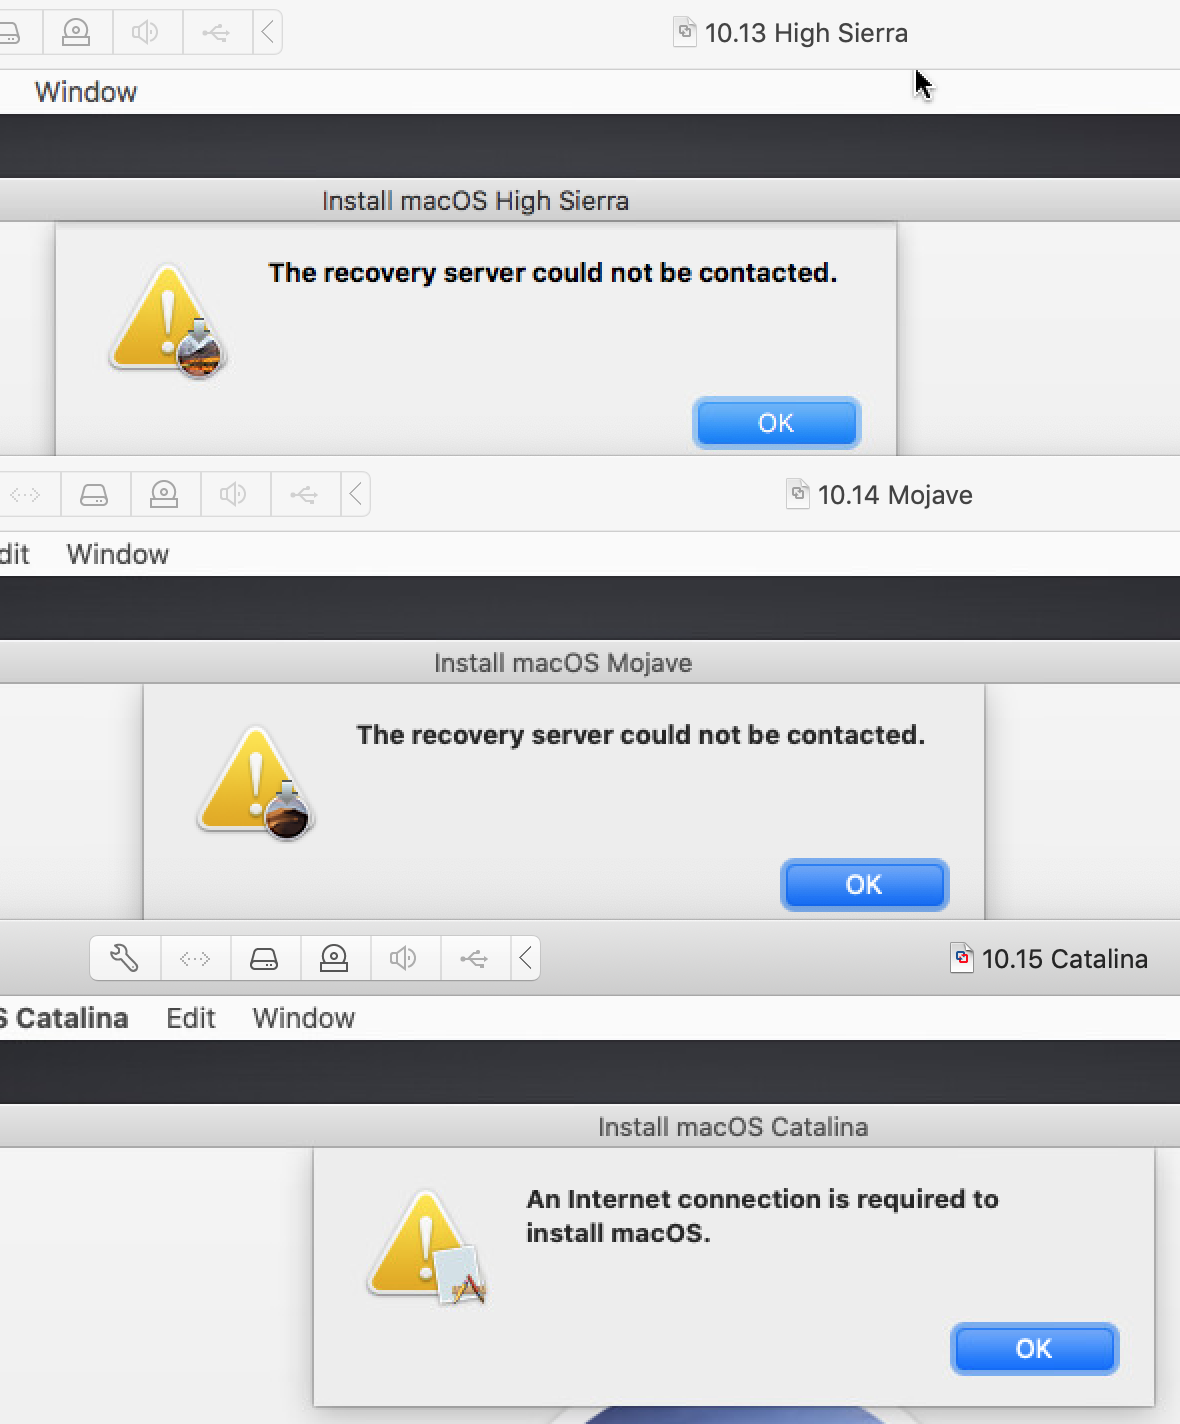 10.13 High Sierra
Window
Install macOS High Sierra
The recovery server could not be contacted.
OK
10.14 Mojave
dit Window
Install macOS Mojave
The recovery server could not be contacted.
OK
10.15 Catalina
S Catalina Edit Window
Install macOS Catalina
An Internet connection is required to
install macOS.
OK